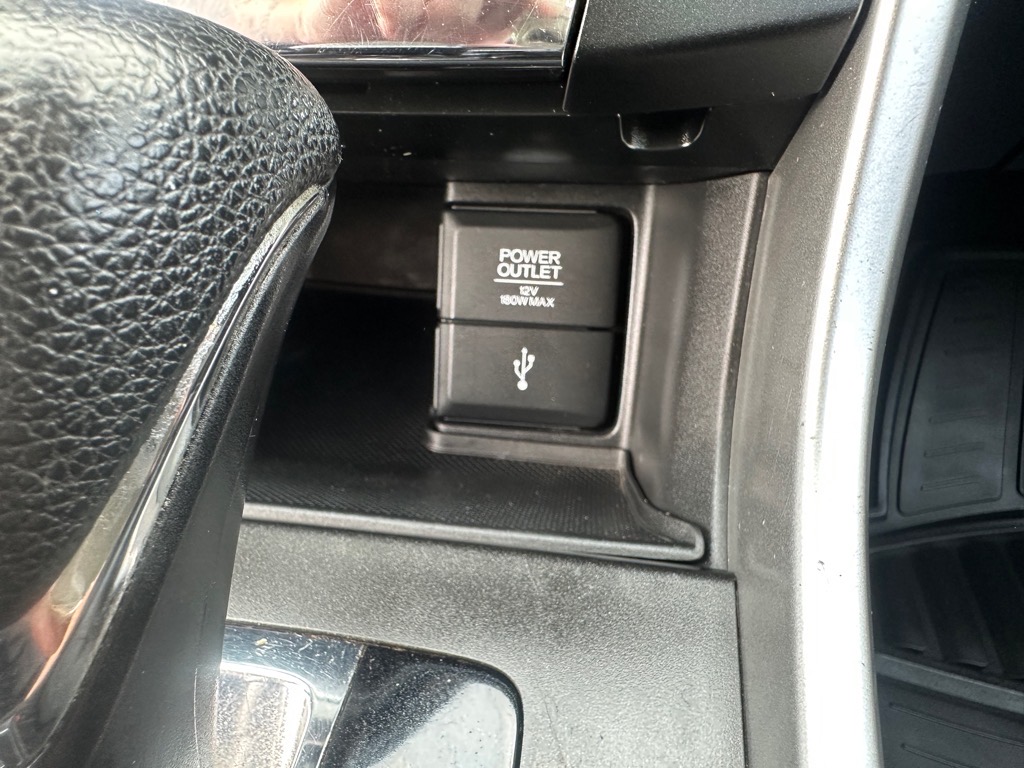 POWER
OUTLET
12V
180W MAX